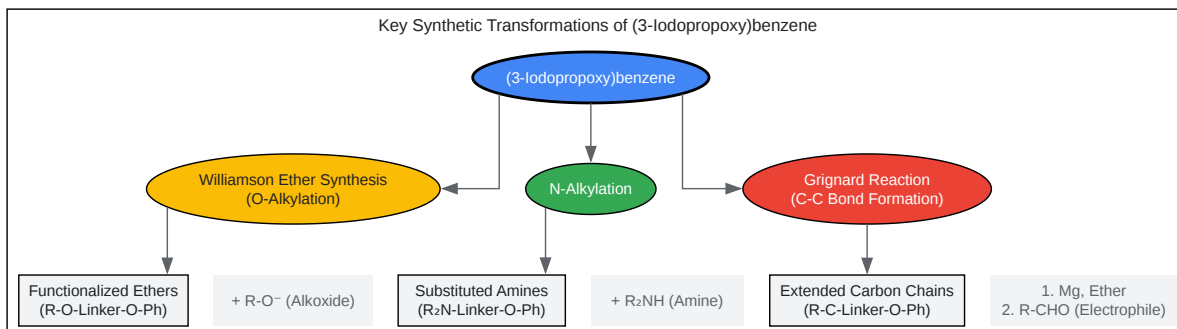 Key Synthetic Transformations of (3-Iodopropoxy)benzene
(3-Iodopropoxy)benzene
Williamson Ether Synthesis
(O-Alkylation)
N-Alkylation
Grignard Reaction
(C-C Bond Formation)
Functionalized Ethers
(R-O-Linker-O-Ph)
+ R-O⁻ (Alkoxide)
Substituted Amines
(R₂N-Linker-O-Ph)
+ R₂NH (Amine)
Extended Carbon Chains
(R-C-Linker-O-Ph)
1. Mg, Ether
2. R-CHO (Electrophile)